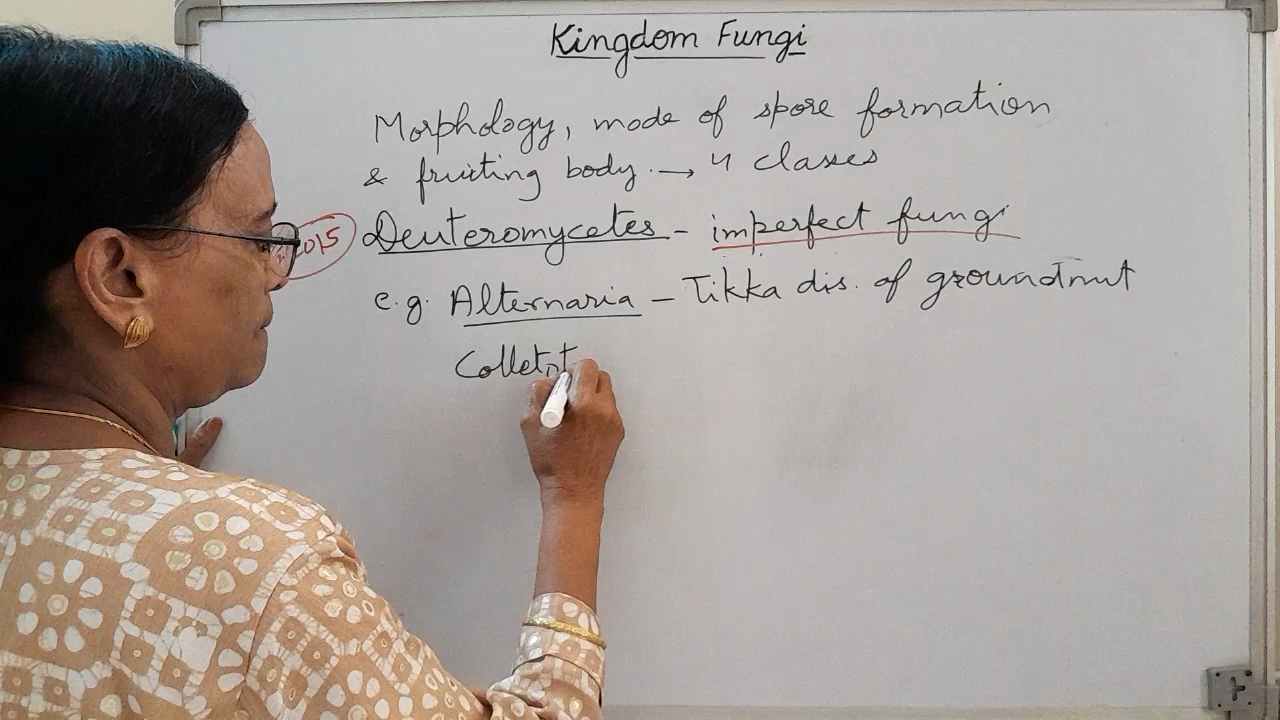 Kingdom Fungi
Morphology, mode of spore formation
& fruiting body. → 4 classes
2015 Deuteromycetes - imperfect fungi
e.g. Alternaria - Tikka dis. of groundnut
Colletot